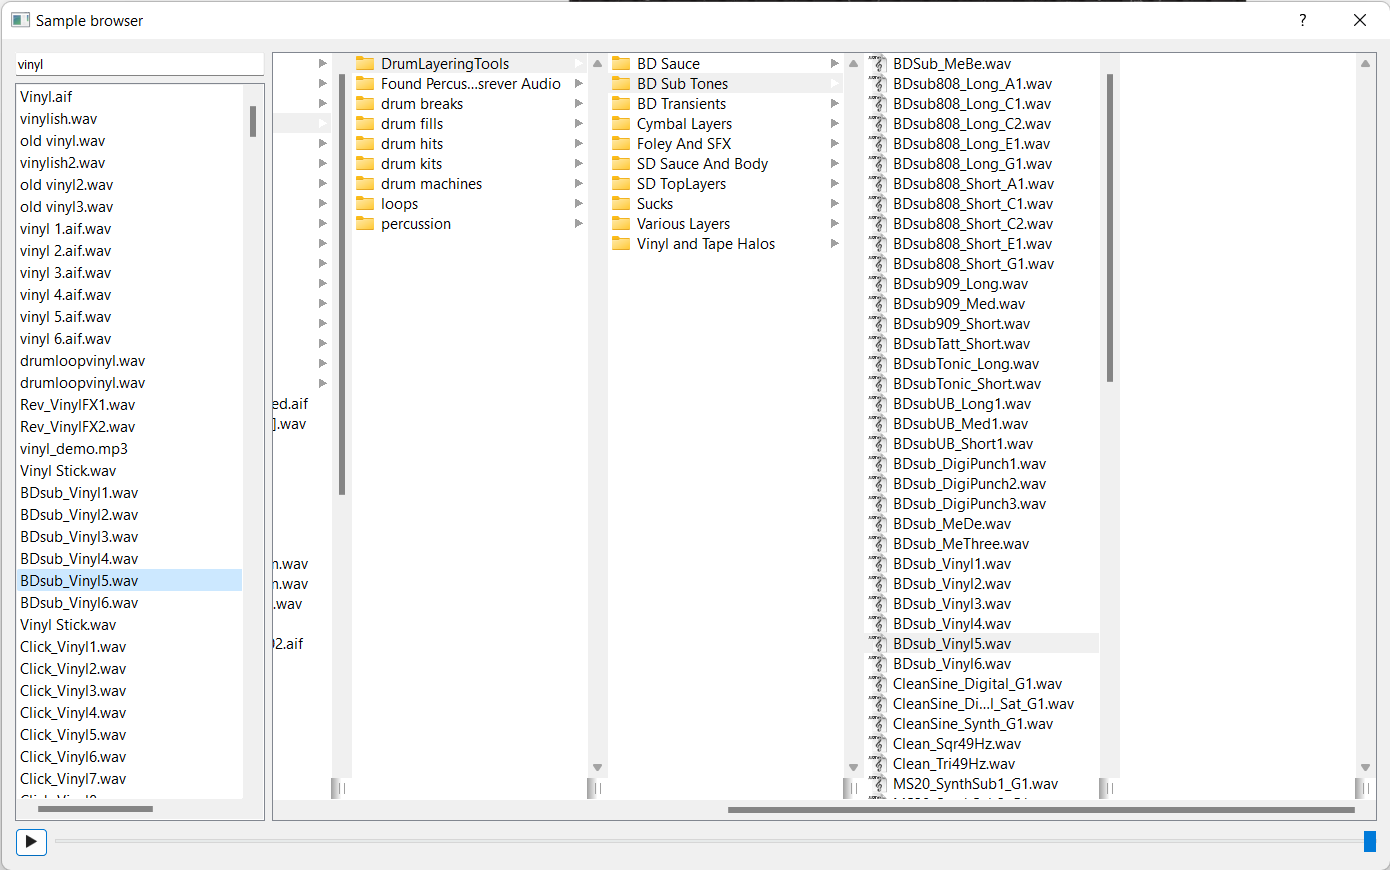 Sample browser
?
vinyl
Vinyl.aif
vinylish.wav
old vinyl.wav
vinylish2.wav
old vinyl2.wav
old vinyl3.wav
vinyl 1.aif.wav
vinyl 2.aif.wav
vinyl 3.aif.wav
vinyl 4.aif.wav
vinyl 5.aif.wav
vinyl 6.aif.wav
drumloopvinyl.wav
drumloopvinyl.wav
Rev_VinylFX1.wav
Rev_VinylFX2.wav
vinyl_demo.mp3
Vinyl Stick.wav
BDsub_Vinyl1.wav
BDsub_Vinyl2.wav
BDsub_Vinyl3.wav
BDsub_Vinyl4.wav
BDsub_Vinyl5.wav
BDsub_Vinyl6.wav
Vinyl Stick.wav
Click_Vinyl1.wav
Click_Vinyl2.wav
Click_Vinyl3.wav
Click_Vinyl4.wav
Click_Vinyl5.wav
Click_Vinyl6.wav
Click_Vinyl7.wav
ed.aif
].wav
n.wav
n.wav
.wav
02.aif
DrumLayeringTools
Found Percus...srever Audio
drum breaks
drum fills
drum hits
drum kits
drum machines
loops
percussion
BD Sauce
BD Sub Tones
BD Transients
Cymbal Layers
Foley And SFX
SD Sauce And Body
SD TopLayers
Sucks
Various Layers
Vinyl and Tape Halos
BDSub_MeBe.wav
BDsub808_Long_A1.wav
BDsub808_Long_C1.wav
BDsub808_Long_C2.wav
BDsub808_Long_E1.wav
BDsub808_Long_G1.wav
BDsub808_Short_A1.wav
BDsub808_Short_C1.wav
BDsub808_Short_C2.wav
BDsub808_Short_E1.wav
BDsub808_Short_G1.wav
BDsub909_Long.wav
BDsub909_Med.wav
BDsub909_Short.wav
BDsubTatt_Short.wav
BDsubTonic_Long.wav
BDsubTonic_Short.wav
BDsubUB_Long1.wav
BDsubUB_Med1.wav
BDsubUB_Short1.wav
BDsub_DigiPunch1.wav
BDsub_DigiPunch2.wav
BDsub_DigiPunch3.wav
BDsub_MeDe.wav
BDsub_MeThree.wav
BDsub_Vinyl1.wav
BDsub_Vinyl2.wav
BDsub_Vinyl3.wav
BDsub_Vinyl4.wav
BDsub_Vinyl5.wav
BDsub_Vinyl6.wav
CleanSine_Digital_G1.wav
CleanSine_Di...l_Sat_G1.wav
CleanSine_Synth_G1.wav
Clean_Sqr49Hz.wav
Clean_Tri49Hz.wav
MS20_SynthSub1_G1.wav